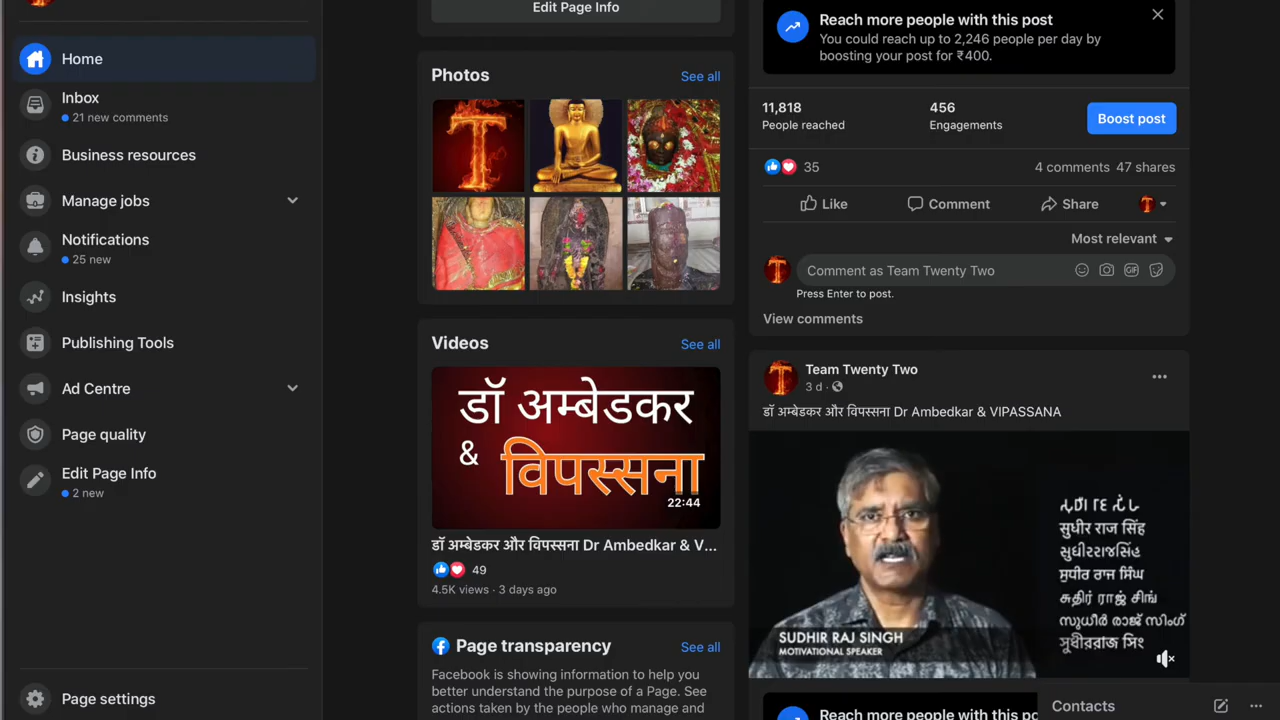 Home
Inbox
21 new comments
Business resources
Manage jobs
Notifications
25 new
Insights
Publishing Tools
Ad Centre
Page quality
Edit Page Info
2 new
Page settings
Edit Page Info
Photos
See all
T
Videos
See all
डॉ अम्बेडकर
&
विपस्सना
22:44
डॉ अम्बेडकर और विपस्सना Dr Ambedkar & V...
49
4.5K views · 3 days ago
Page transparency
See all
Facebook is showing information to help you
better understand the purpose of a Page. See
actions taken by the people who manage and
Reach more people with this post
You could reach up to 2,246 people per day by
boosting your post for ₹400.
11,818
People reached
456
Engagements
Boost post
35
4 comments 47 shares
Like
Comment
Share
Most relevant
Comment as Team Twenty Two
GIF
Press Enter to post.
View comments
Team Twenty Two
3 d ·
डॉ अम्बेडकर और विपस्सना Dr Ambedkar & VIPASSANA
सुधीर राज सिंह
સુધીરરાજસિંહ
ਸੁਧੀਰ ਰਾਜ ਸਿੰਘ
சுதிர் ராஜ் சிங்
സുധീർ രാജ് സിംഗ്
SUDHIR RAJ SINGH
MOTIVATIONAL SPEAKER
Reach more people with this po
Contacts